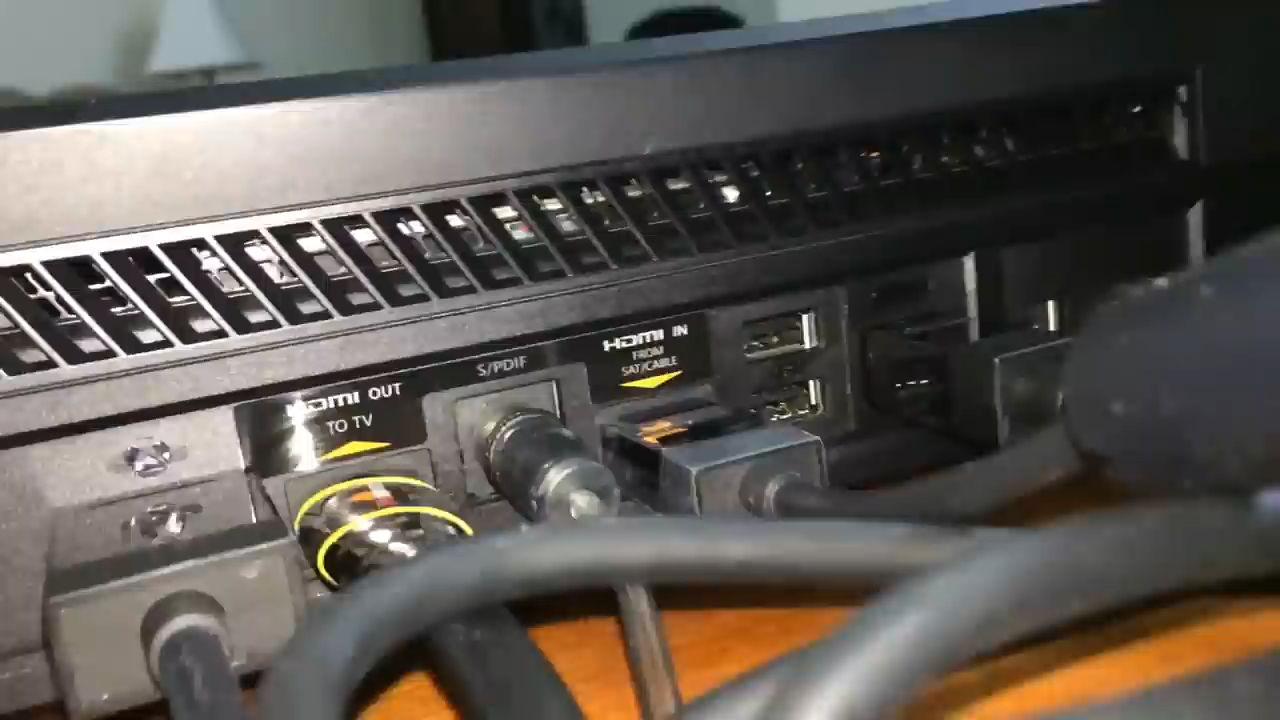 HDMI OUT
TO TV
S/PDIF
HDMI IN
FROM
SAT/CABLE